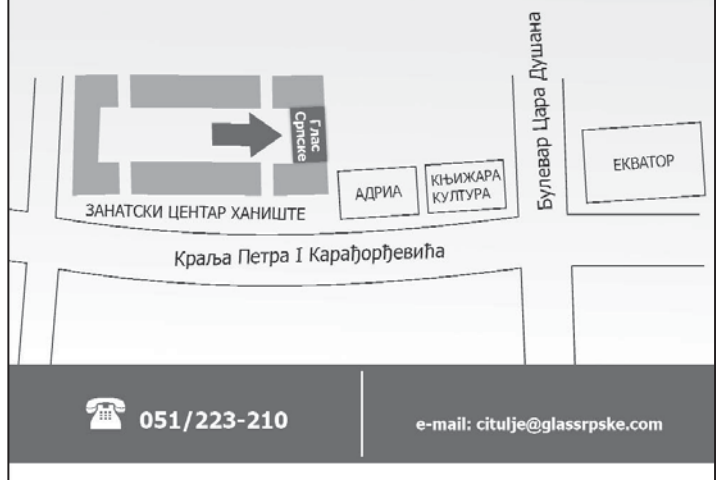 Булевар Цара Душана
Глас
Српске
АДРИА
КЊИЖАРА
КУЛТУРА
ЕКВАТОР
ЗАНАТСКИ ЦЕНТАР ХАНИШТЕ
Краља Петра I Карађорђевића
051/223-210
e-mail: citulje@glassrpske.com